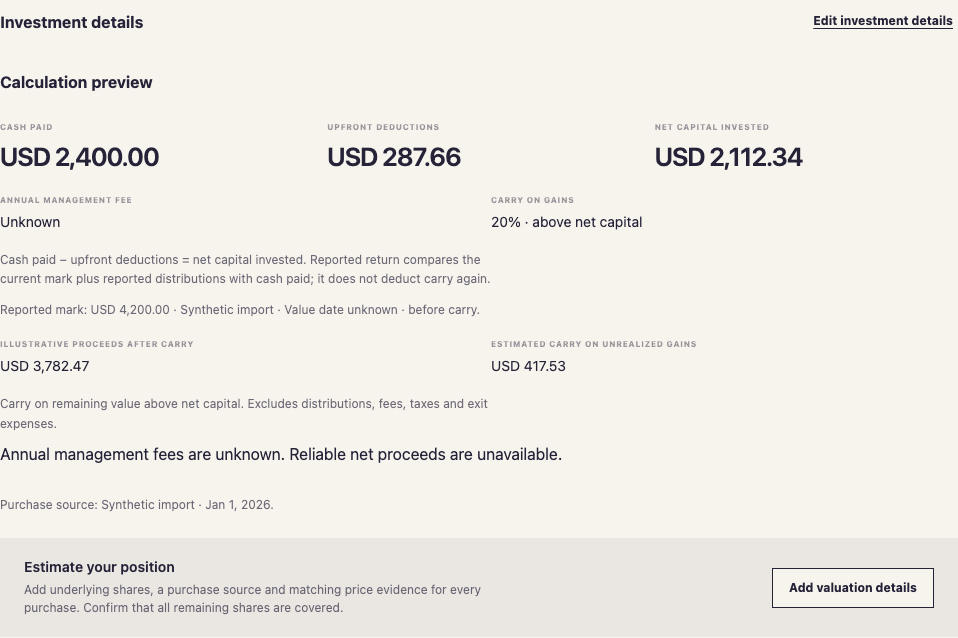 Investment details
Edit investment details
Calculation preview
CASH PAID
UPFRONT DEDUCTIONS
NET CAPITAL INVESTED
USD 2,400.00
USD 287.66
USD 2,112.34
ANNUAL MANAGEMENT FEE
CARRY ON GAINS
Unknown
20% · above net capital
Cash paid − upfront deductions = net capital invested. Reported return compares the
current mark plus reported distributions with cash paid; it does not deduct carry again.
Reported mark: USD 4,200.00 · Synthetic import · Value date unknown · before carry.
ILLUSTRATIVE PROCEEDS AFTER CARRY
ESTIMATED CARRY ON UNREALIZED GAINS
USD 3,782.47
USD 417.53
Carry on remaining value above net capital. Excludes distributions, fees, taxes and exit
expenses.
Annual management fees are unknown. Reliable net proceeds are unavailable.
Purchase source: Synthetic import · Jan 1, 2026.
Estimate your position
Add underlying shares, a purchase source and matching price evidence for every
purchase. Confirm that all remaining shares are covered.
Add valuation details